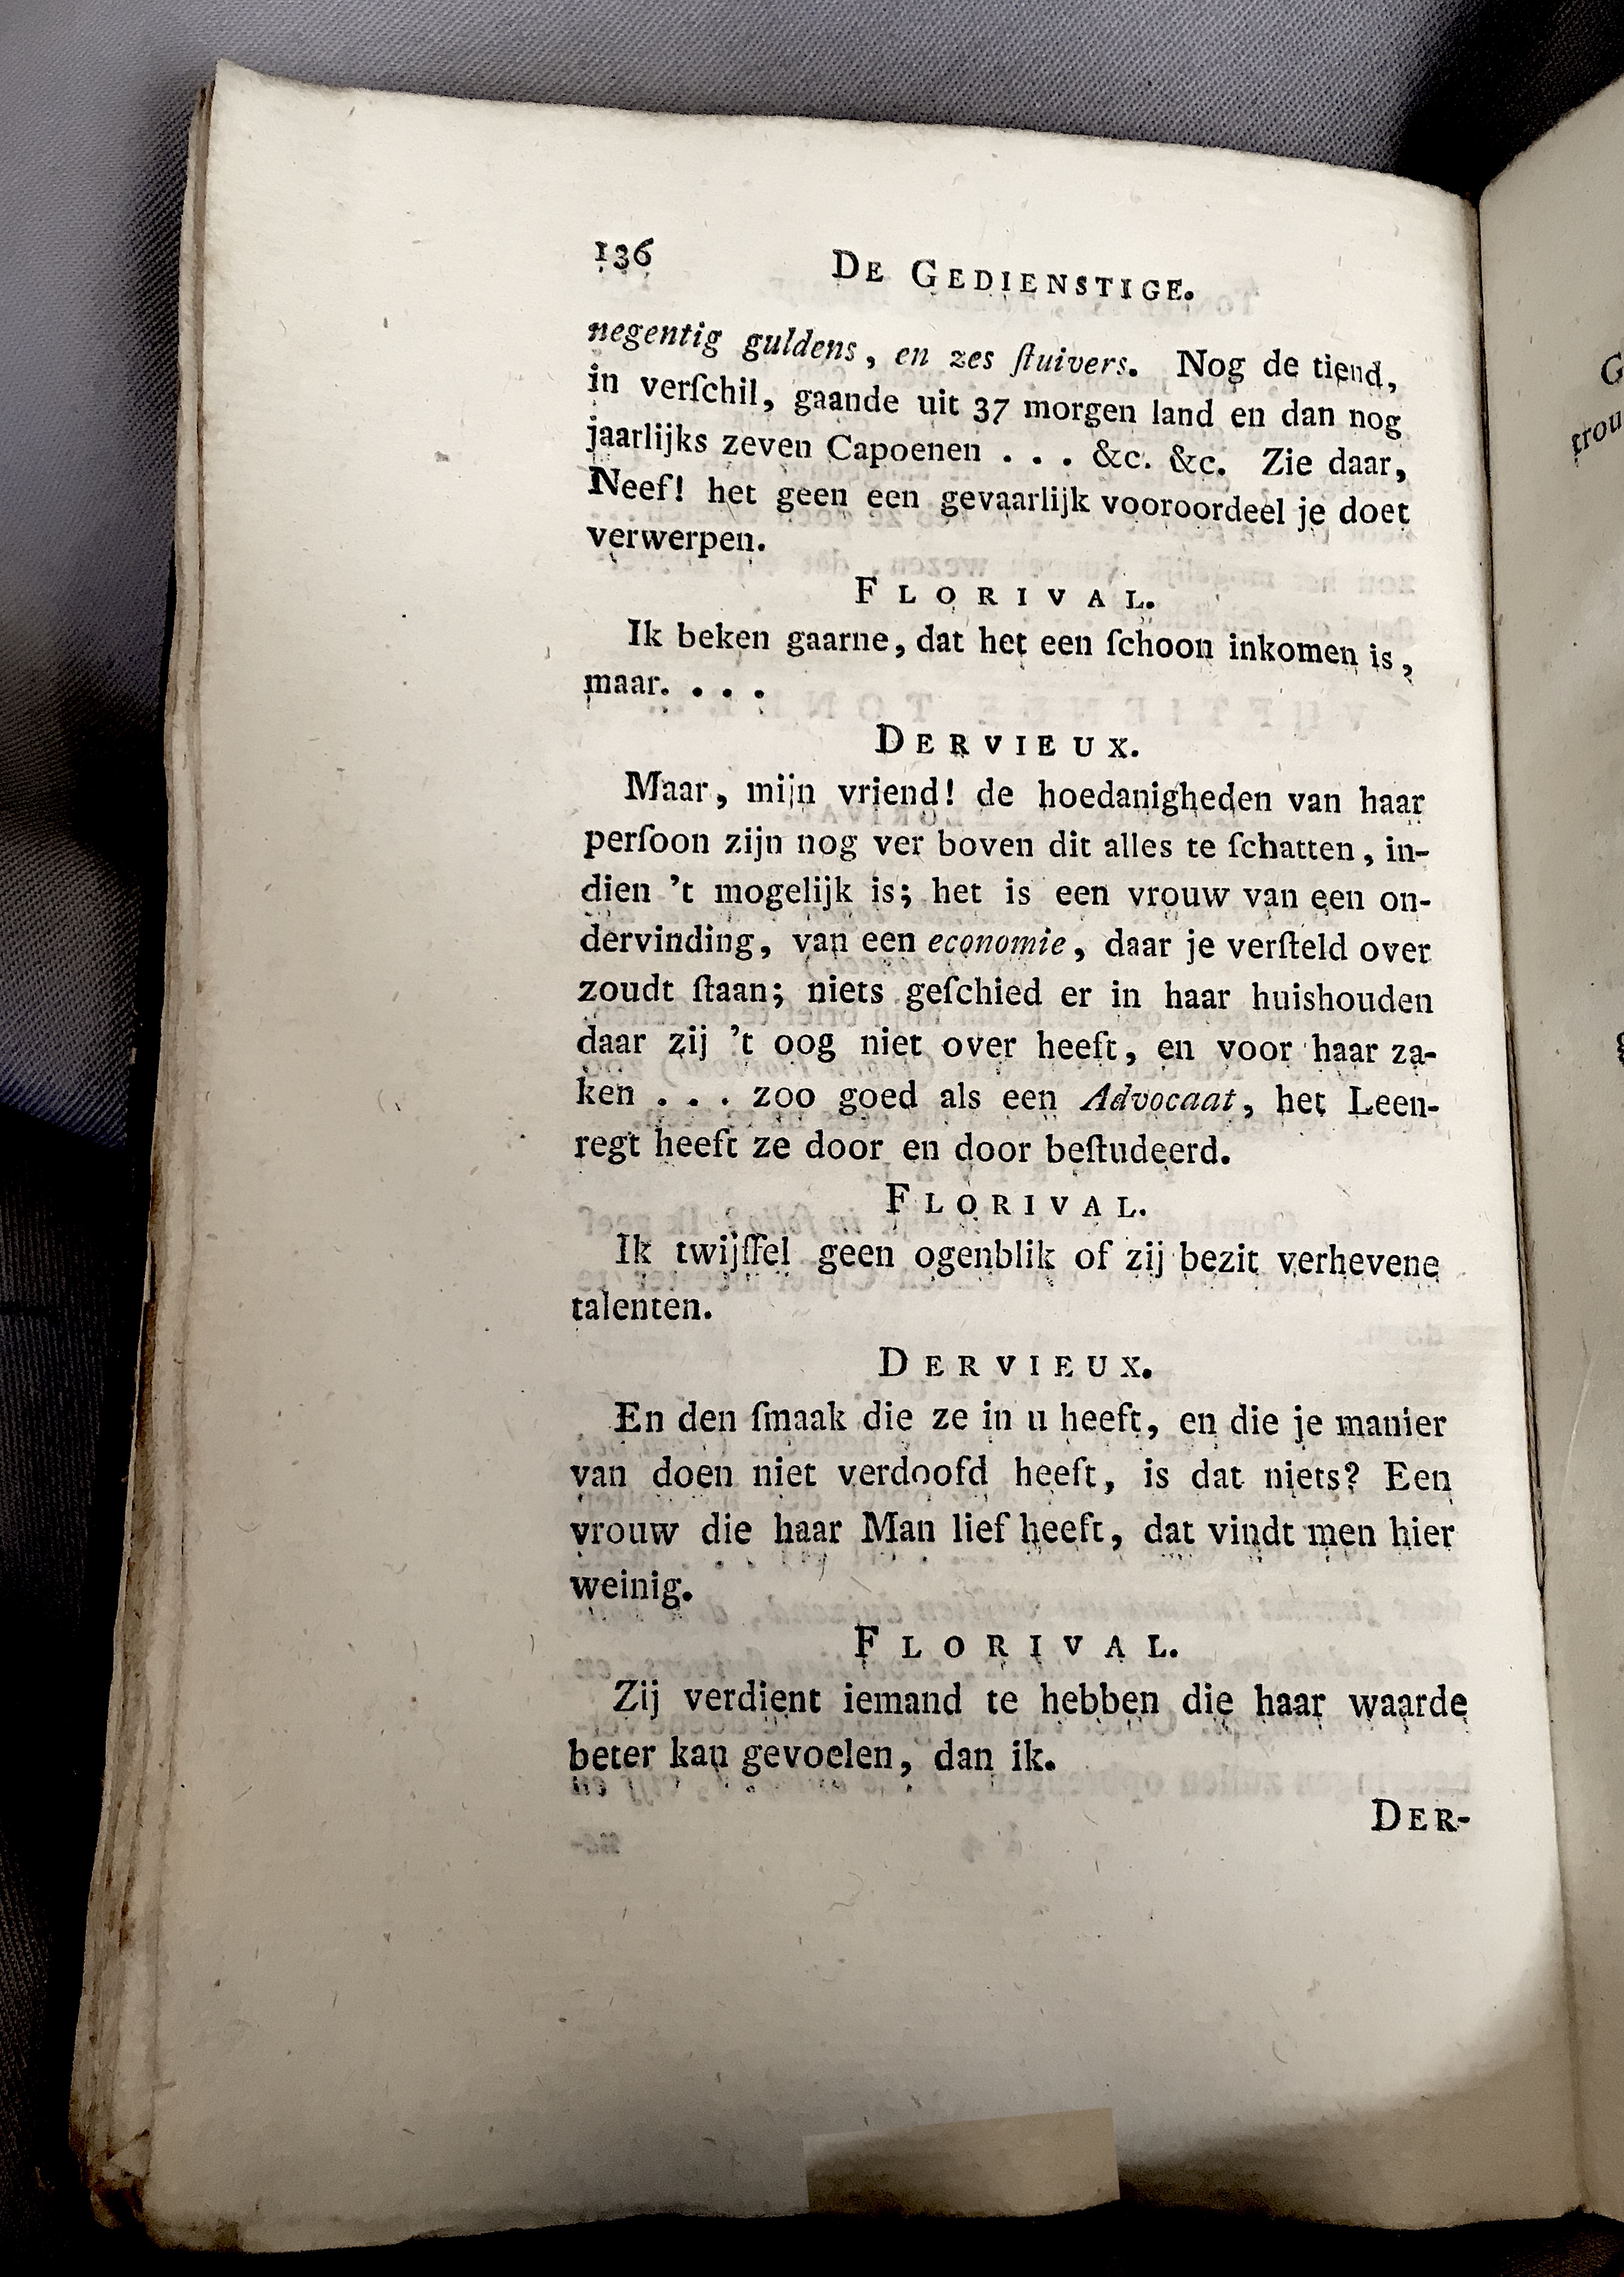 136 DE GEDIENSTIGE.
negentig guldens, en zes ſtuivers. Nog de tiend,
in verſchil, gaande uit 37 morgen land en dan nog
jaarlijks zeven Capoenen . . . &c. &c. Zie daar,
Neef! het geen een gevaarlijk vooroordeel je doet
verwerpen.
FLORIVAL.
Ik beken gaarne, dat het een ſchoon inkomen is,
maar. . . .
DERVIEUX.
Maar, mijn vriend! de hoedanigheden van haar
perſoon zijn nog ver boven dit alles te ſchatten, in-
dien 't mogelijk is; het is een vrouw van een on-
dervinding, van een economie, daar je verſteld over
zoudt ſtaan; niets geſchied er in haar huishouden
daar zij 't oog niet over heeft, en voor haar za-
ken . . . zoo goed als een Advocaat, het Leen-
regt heeft ze door en door beſtudeerd.
FLORIVAL.
Ik twijffel geen ogenblik of zij bezit verhevene
talenten.
DERVIEUX.
En den ſmaak die ze in u heeft, en die je manier
van doen niet verdoofd heeft, is dat niets? Een
vrouw die haar Man lief heeft, dat vindt men hier
weinig.
FLORIVAL.
Zij verdient iemand te hebben die haar waarde
beter kan gevoelen, dan ik.
DER-
G
trou